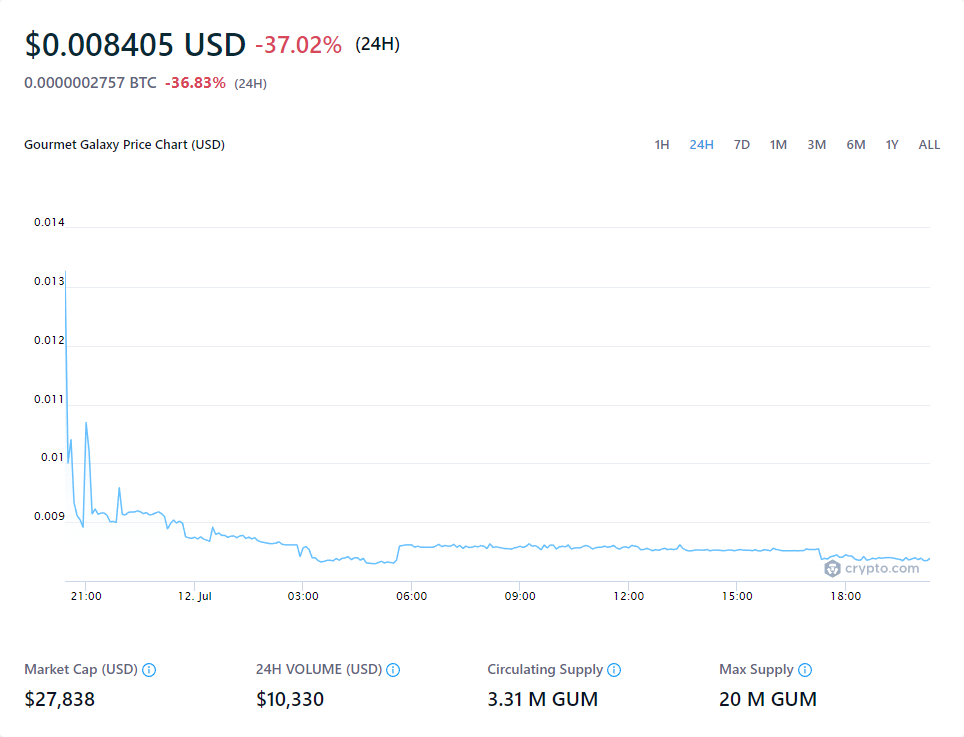 $0.008405 USD -37.02% (24H)
0.0000002757 BTC -36.83% (24H)
Gourmet Galaxy Price Chart (USD)
1H 24H 7D 1M 3M 6M 1Y ALL
0.014
0.013
0.012
0.011
0.01
0.009
crypto.com
21:00 12. Jul 03:00 06:00 09:00 12:00 15:00 18:00
Market Cap (USD) 24H VOLUME (USD) Circulating Supply Max Supply
$27,838 $10,330 3.31 M GUM 20 M GUM